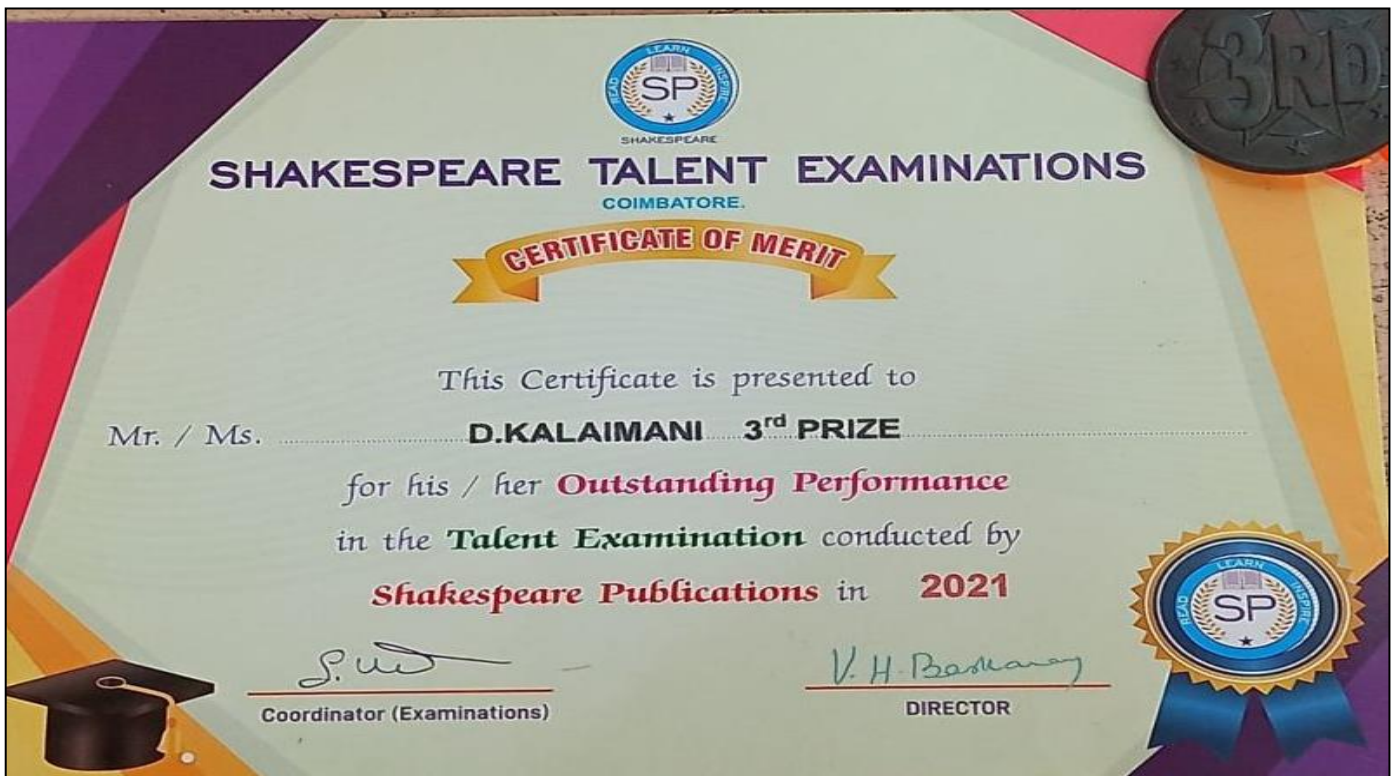 READ LEARN INSPIRE
SP
SHAKESPEARE
3RD
SHAKESPEARE TALENT EXAMINATIONS
COIMBATORE.
CERTIFICATE OF MERIT
This Certificate is presented to
Mr. / Ms. D.KALAIMANI 3rd PRIZE
for his / her Outstanding Performance
in the Talent Examination conducted by
Shakespeare Publications in 2021
V. H. Baskaran
Coordinator (Examinations)
DIRECTOR
READ LEARN INSPIRE
SP